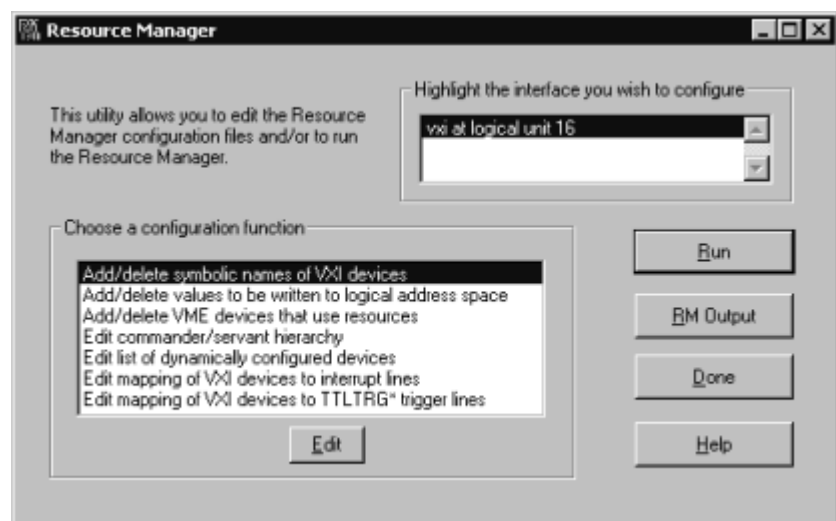 Resource Manager
This utility allows you to edit the Resource
Manager configuration files and/or to run
the Resource Manager.
Highlight the interface you wish to configure
vxi at logical unit 16
Choose a configuration function
Add/delete symbolic names of VXI devices
Add/delete values to be written to logical address space
Add/delete VME devices that use resources
Edit commander/servant hierarchy
Edit list of dynamically configured devices
Edit mapping of VXI devices to interrupt lines
Edit mapping of VXI devices to TTLTRG* trigger lines
Edit
Run
RM Output
Done
Help